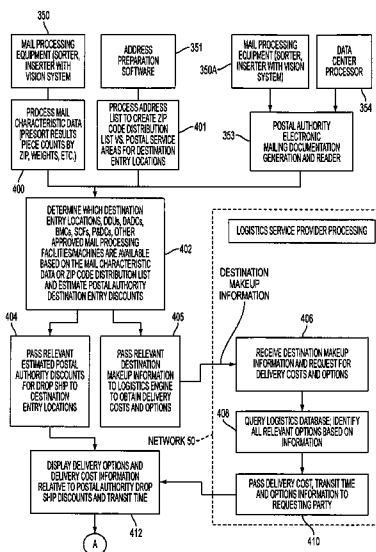 350
MAIL PROCESSING
EQUIPMENT (SORTER,
INSERTER WITH
VISION SYSTEM
ADDRESS
PREPARATION
SOFTWARE
351
MAIL PROCESSING
EQUIPMENT (SORTER,
INSERTER WITH
VISION SYSTEM)
350A
DATA
CENTER
PROCESSOR
354
PROCESS MAIL
CHARACTERISTIC DATA
(PRESORT RESULTS
PIECE COUNTS BY
ZIP, WEIGHTS, ETC.)
400
PROCESS ADDRESS
LIST TO CREATE ZIP
CODE DISTRIBUTION
LIST VS. POSTAL SERVICE
AREAS FOR DESTINATION
ENTRY LOCATIONS
401
POSTAL AUTHORITY
ELECTRONIC
MAILING DOCUMENTATION
GENERATION AND READER
353
DETERMINE WHICH DESTINATION
ENTRY LOCATIONS, DDUs, DADCs,
BMCs, SCFs, P&DCs, OTHER
APPROVED MAIL PROCESSING
FACILITIES/MACHINES ARE AVAILABLE
BASED ON THE MAIL CHARACTERISTIC
DATA OR ZIP CODE DISTRIBUTION LIST
AND ESTIMATE POSTAL AUTHORITY
DESTINATION ENTRY DISCOUNTS
402
LOGISTICS SERVICE PROVIDER PROCESSING
DESTINATION
MAKEUP
INFORMATION
404
PASS RELEVANT
ESTIMATED POSTAL
AUTHORITY DISCOUNTS
FOR DROP SHIP TO
DESTINATION
ENTRY LOCATIONS
405
PASS RELEVANT
DESTINATION
MAKEUP INFORMATION
TO LOGISTICS ENGINE
TO OBTAIN DELIVERY
COSTS AND OPTIONS
406
RECEIVE DESTINATION MAKEUP
INFORMATION AND REQUEST FOR
DELIVERY COSTS AND OPTIONS
408
QUERY LOGISTICS DATABASE; IDENTIFY
ALL RELEVANT OPTIONS BASED ON
INFORMATION
NETWORK 50
PASS DELIVERY COST, TRANSIT TIME
AND OPTIONS INFORMATION TO
REQUESTING PARTY
410
DISPLAY DELIVERY OPTIONS AND
DELIVERY COST INFORMATION
RELATIVE TO POSTAL AUTHORITY DROP
SHIP DISCOUNTS AND TRANSIT TIME
412
A